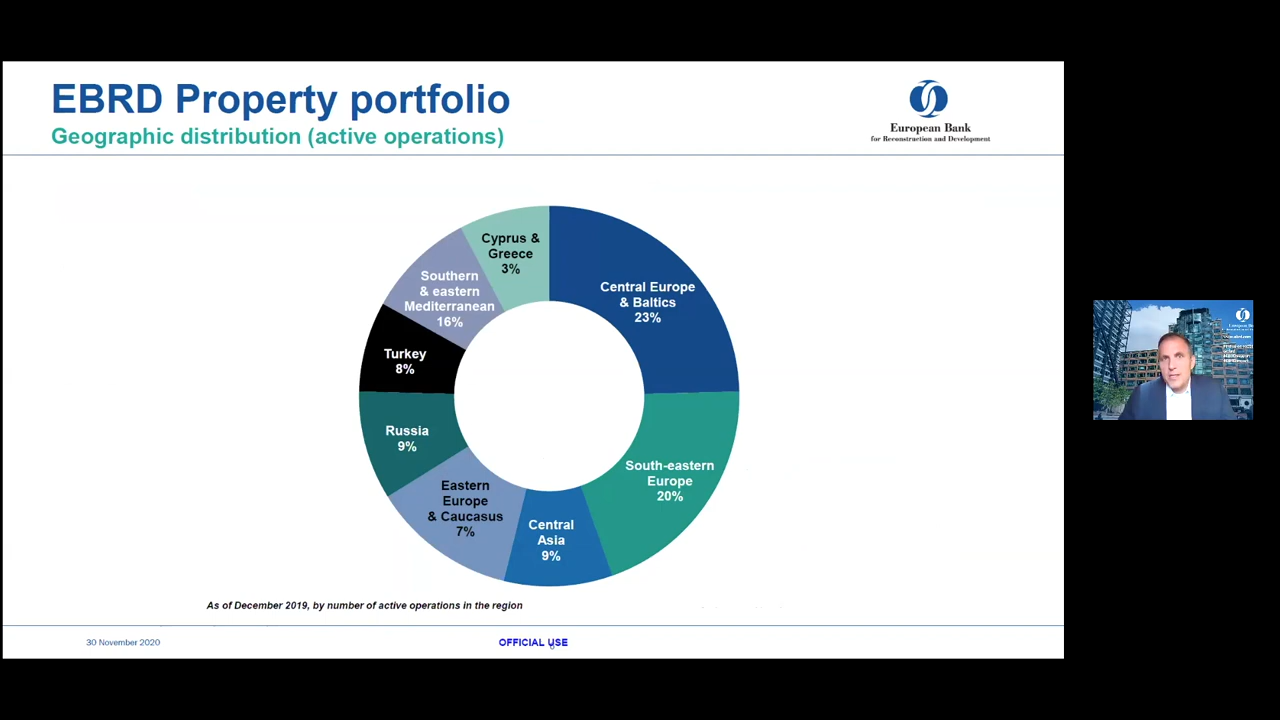 EBRD Property portfolio
Geographic distribution (active operations)
European Bank
for Reconstruction and Development
Cyprus &
Greece
3%
Central Europe
& Baltics
23%
Southern
& eastern
Mediterranean
16%
Turkey
8%
Russia
9%
South-eastern
Europe
20%
Eastern
Europe
& Caucasus
7%
Central
Asia
9%
As of December 2019, by number of active operations in the region
30 November 2020
OFFICIAL USE